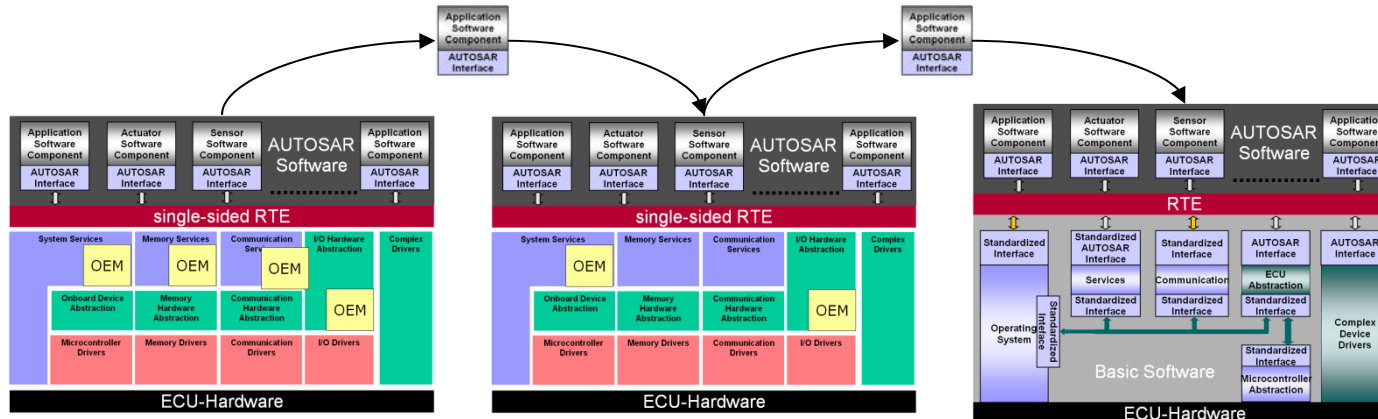 Application
Software
Component
AUTOSAR
Interface
Application
Software
Component
AUTOSAR
Interface
Application
Software
Component
AUTOSAR
Interface
Actuator
Software
Component
AUTOSAR
Interface
Sensor
Software
Component
AUTOSAR
Interface
AUTOSAR
Software
Application
Software
Component
AUTOSAR
Interface
single-sided RTE
System Services
OEM
Memory Services
OEM
Communication
OEM
I/O Hardware
Abstraction
OEM
Complex
Drivers
Onboard Device
Abstraction
Memory
Hardware
Abstraction
Communication
Hardware
Abstraction
Microcontroller
Drivers
Memory Drivers
Communication
Drivers
I/O Drivers
ECU-Hardware
Application
Software
Component
AUTOSAR
Interface
Actuator
Software
Component
AUTOSAR
Interface
Sensor
Software
Component
AUTOSAR
Interface
AUTOSAR
Software
Application
Software
Component
AUTOSAR
Interface
single-sided RTE
System Services
OEM
Memory Services
Communication
Services
I/O Hardware
Abstraction
OEM
Complex
Drivers
Onboard Device
Abstraction
Memory
Hardware
Abstraction
Communication
Hardware
Abstraction
Microcontroller
Drivers
Memory Drivers
Communication
Drivers
I/O Drivers
ECU-Hardware
Application
Software
Component
AUTOSAR
Interface
Actuator
Software
Component
AUTOSAR
Interface
Sensor
Software
Component
AUTOSAR
Interface
AUTOSAR
Software
Application
Software
Component
AUTOSAR
Interface
RTE
Standardized
Interface
Operating
System
Standardized
Inteface
Standardized
AUTOSAR
Interface
Services
Standardized
Interface
Standardized
Interface
Communication
Standardized
Interface
AUTOSAR
Interface
ECU
Abstraction
Standardized
Interface
Standardized
Interface
Microcontroller
Abstraction
AUTOSAR
Interface
Complex
Device
Drivers
Basic Software
ECU-Hardware